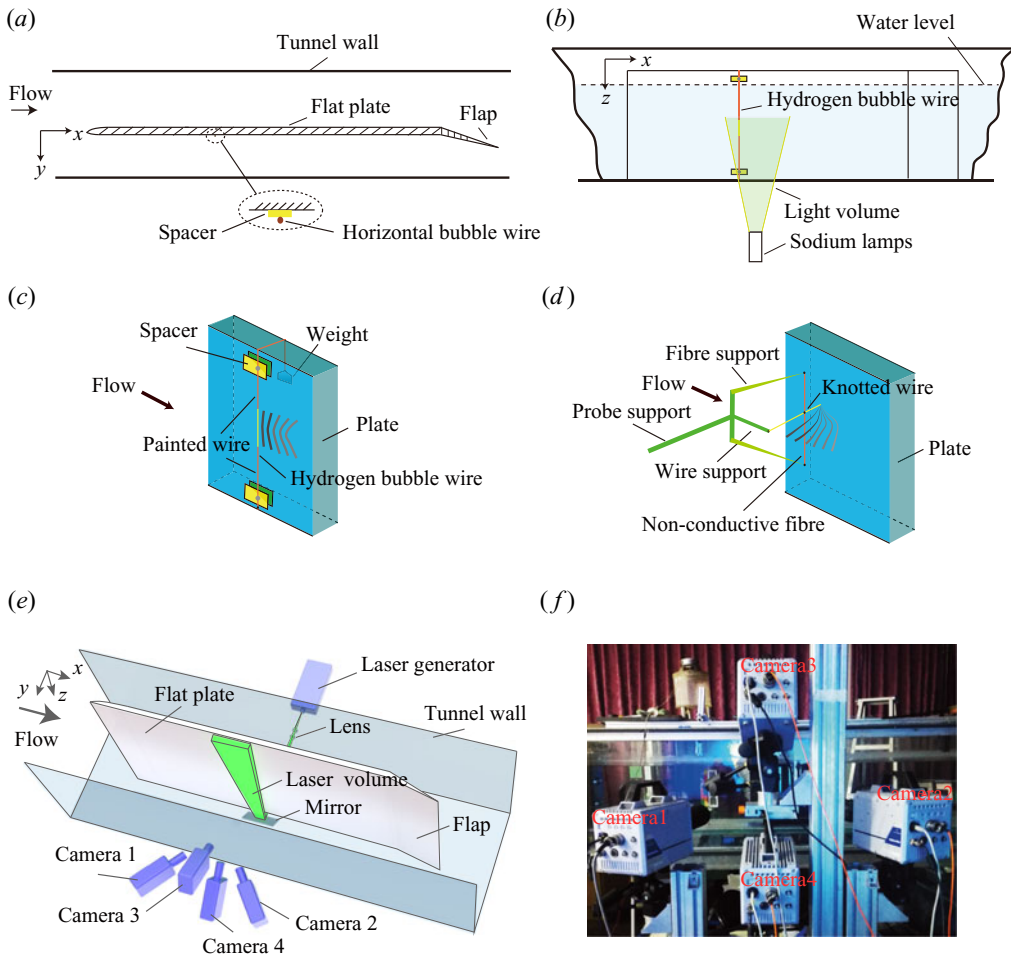 (a)
Tunnel wall
Flow
Flat plate
Flap
x
y
Spacer
Horizontal bubble wire
(b)
Water level
x
z
Hydrogen bubble wire
Light volume
Sodium lamps
(c)
Spacer
Weight
Flow
Painted wire
Plate
Hydrogen bubble wire
(d)
Fibre support
Flow
Knotted wire
Probe support
Plate
Wire support
Non-conductive fibre
(e)
x
y
z
Flow
Flat plate
Laser generator
Tunnel wall
Lens
Laser volume
Mirror
Flap
Camera 1
Camera 3
Camera 4
Camera 2
(f)
Camera3
Camera1
Camera2
Camera4